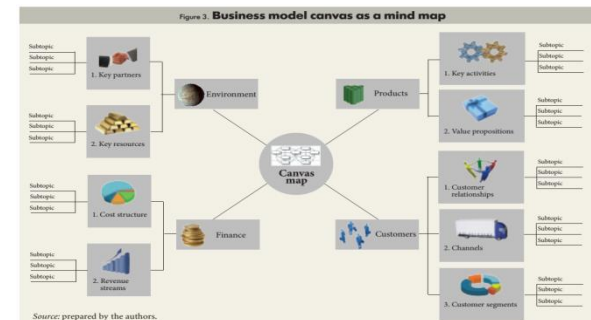 Figure 3. Business model canvas as a mind map
Subtopic
Subtopic
Subtopic
1. Key partners
Subtopic
Subtopic
Subtopic
2. Key resources
Environment
Subtopic
Subtopic
Subtopic
1. Cost structure
Subtopic
Subtopic
Subtopic
2. Revenue
streams
Finance
Canvas
map
Products
1. Key activities
Subtopic
Subtopic
Subtopic
2. Value propositions
Subtopic
Subtopic
Subtopic
Customers
1. Customer
relationships
Subtopic
Subtopic
Subtopic
2. Channels
Subtopic
Subtopic
Subtopic
3. Customer segments
Subtopic
Subtopic
Subtopic
Source: prepared by the authors.